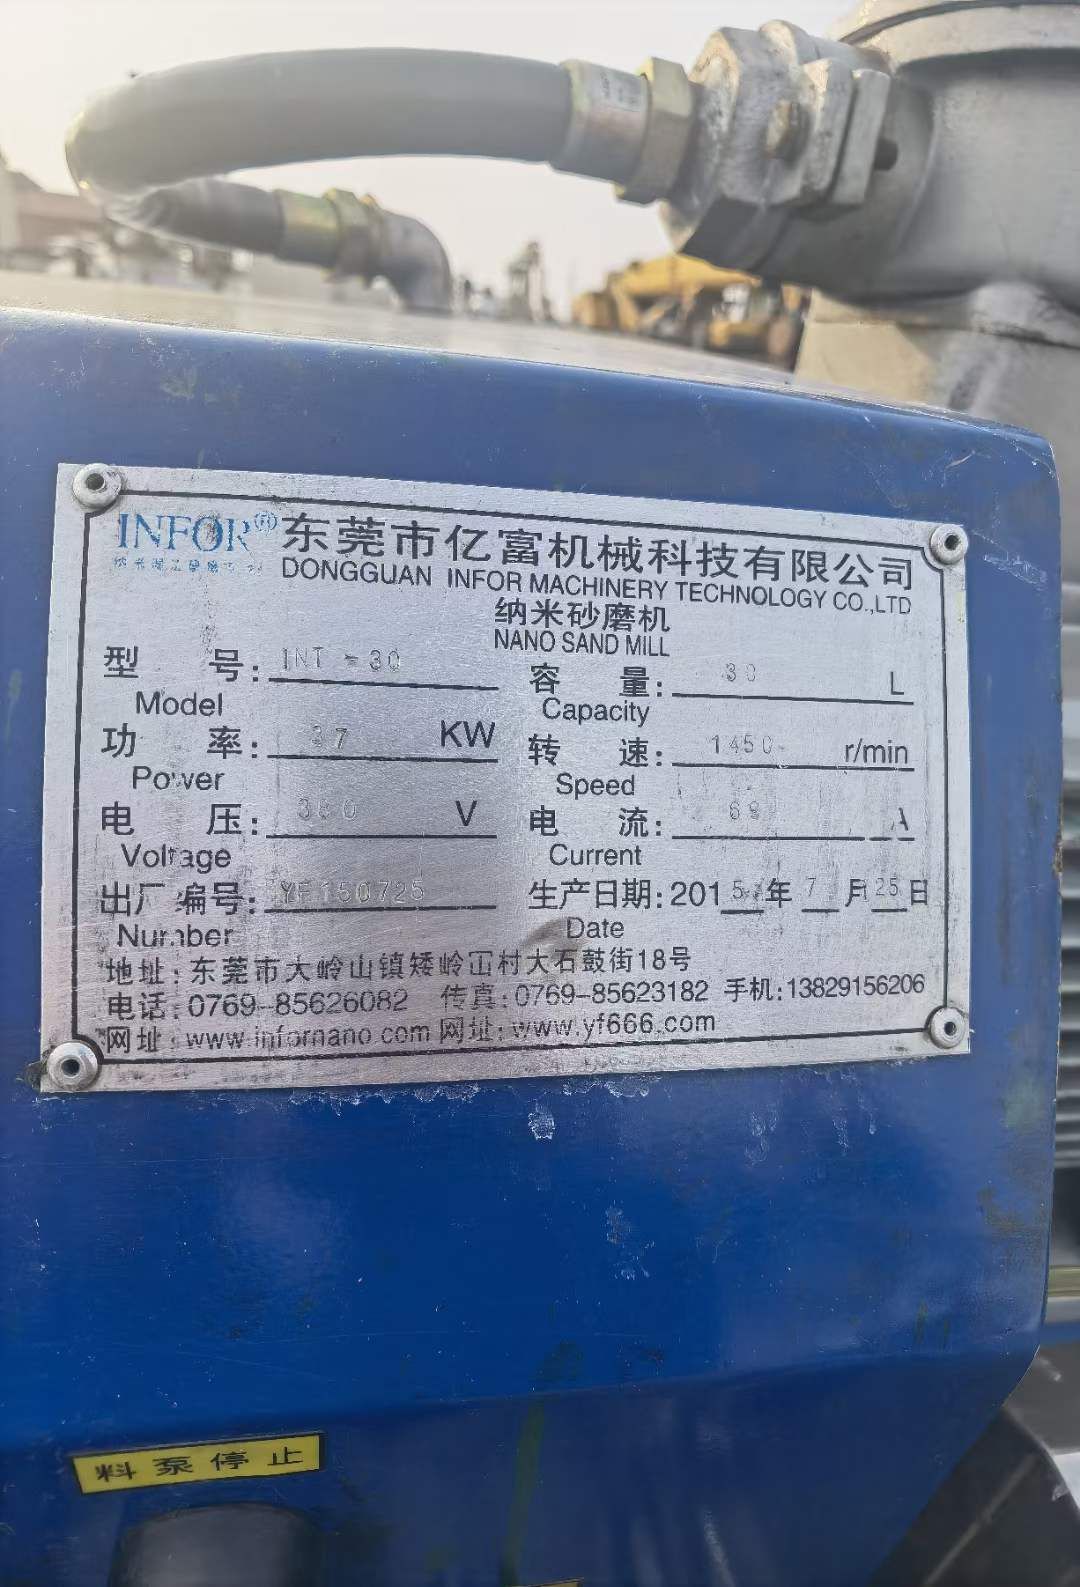 INFOR® 东莞市亿富机械科技有限公司
DONGGUAN INFOR MACHINERY TECHNOLOGY CO.,LTD
纳米砂磨机
NANO SAND MILL
型 号: INT-30 容 量: 30 L
Model Capacity
功 率: 37 KW 转 速: 1450 r/min
Power Speed
电 压: 380 V 电 流: 69 A
Voltage Current
出厂编号: YF150725 生产日期: 2015年7月25日
Number Date
地址: 东莞市大岭山镇矮岭冚村大石鼓街18号
电话: 0769-85626082 传真: 0769-85623182 手机: 13829156206
网址: www.infornano.com 网址: www.yf666.com
料泵停止